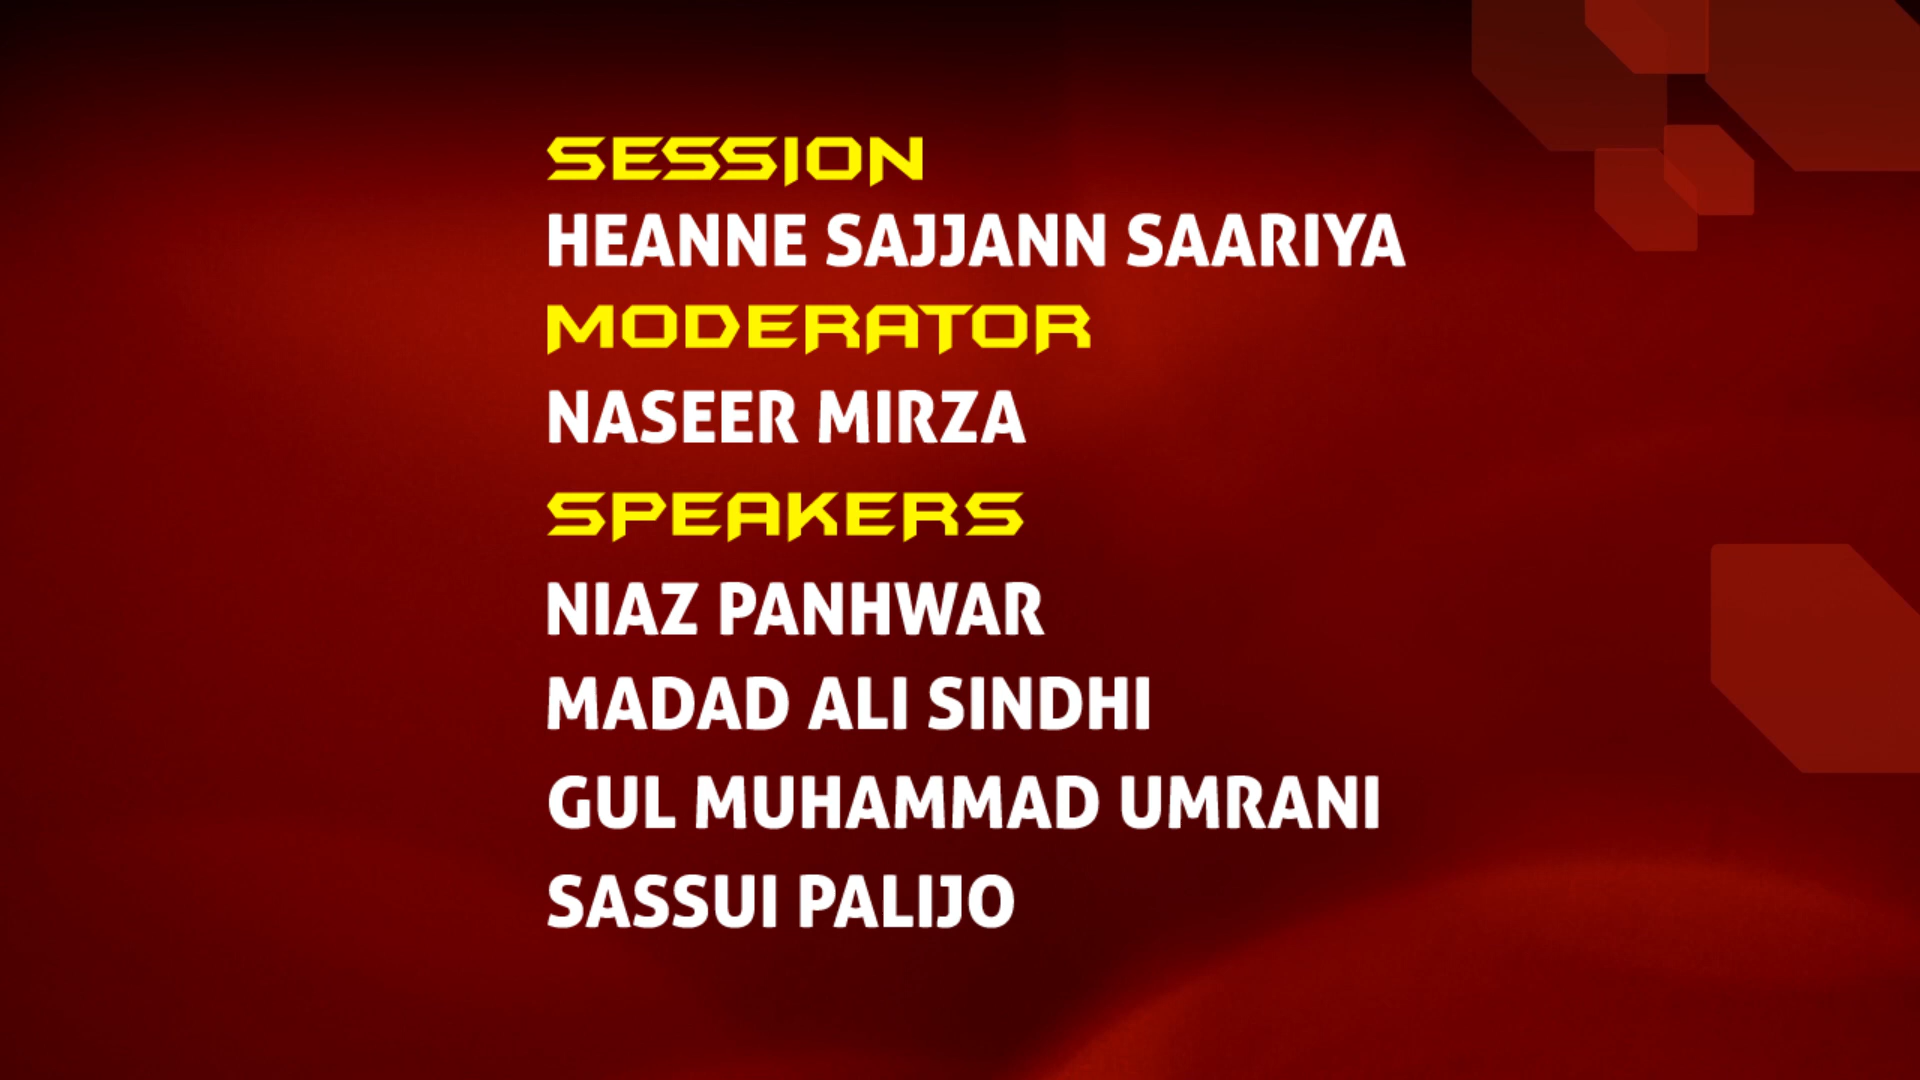 SESSION
HEANNE SAJJANN SAARIYA
MODERATOR
NASEER MIRZA
SPEAKERS
NIAZ PANHWAR
MADAD ALI SINDHI
GUL MUHAMMAD UMRANI
SASSUI PALIJO